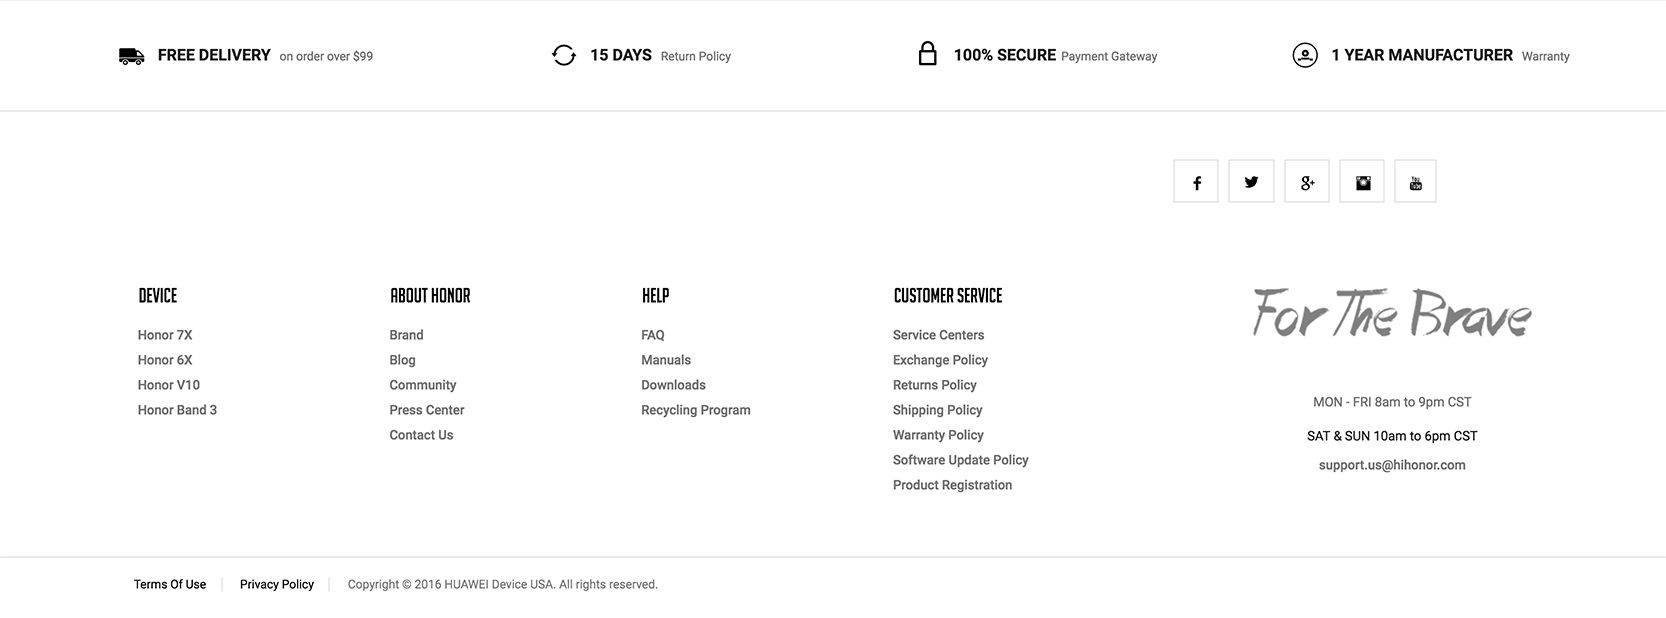 FREE DELIVERY on order over $99
15 DAYS Return Policy
100% SECURE Payment Gateway
1 YEAR MANUFACTURER Warranty
f
g+
You Tube
DEVICE
Honor 7X
Honor 6X
Honor V10
Honor Band 3
ABOUT HONOR
Brand
Blog
Community
Press Center
Contact Us
HELP
FAQ
Manuals
Downloads
Recycling Program
CUSTOMER SERVICE
Service Centers
Exchange Policy
Returns Policy
Shipping Policy
Warranty Policy
Software Update Policy
Product Registration
For The Brave
MON - FRI 8am to 9pm CST
SAT & SUN 10am to 6pm CST
support.us@hihonor.com
Terms Of Use
Privacy Policy
Copyright © 2016 HUAWEI Device USA. All rights reserved.